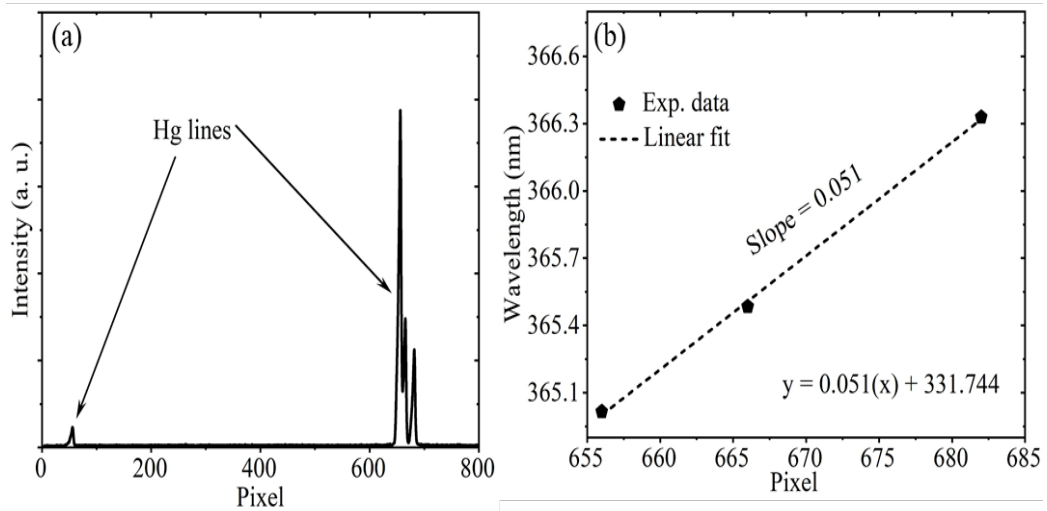 (a)
Hg lines
Intensity (a. u.)
0
200
400
600
800
Pixel
(b)
366.6
366.3
366.0
365.7
365.4
365.1
Wavelength (nm)
Exp. data
Linear fit
Slope = 0.051
y = 0.051(x) + 331.744
655
660
665
670
675
680
685
Pixel